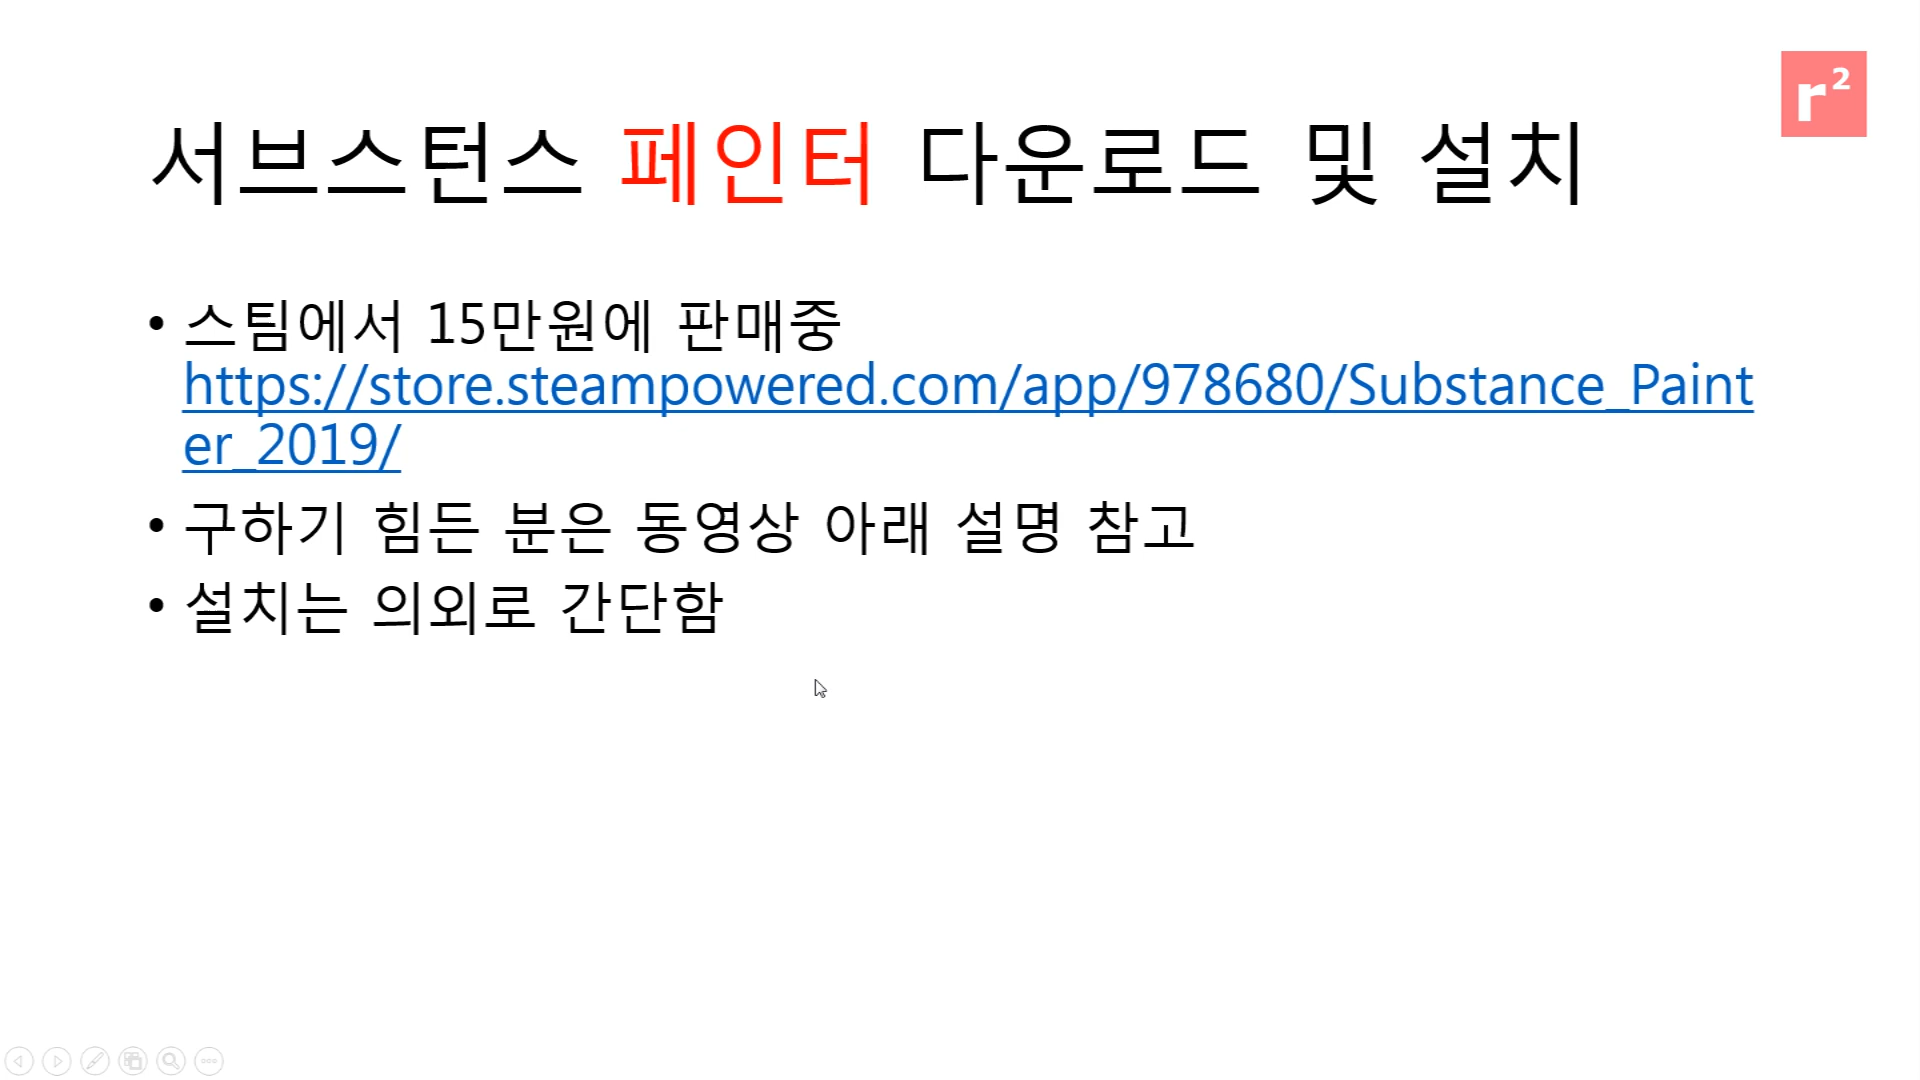 r²
서브스턴스 페인터 다운로드 및 설치
• 스팀에서 15만원에 판매중
https://store.steampowered.com/app/978680/Substance_Paint
er_2019/
• 구하기 힘든 분은 동영상 아래 설명 참고
• 설치는 의외로 간단함